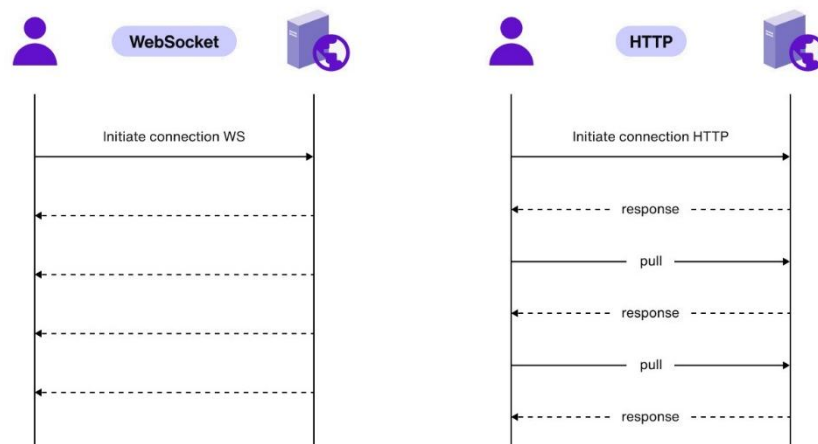 WebSocket
Initiate connection WS
HTTP
Initiate connection HTTP
response
pull
response
pull
response